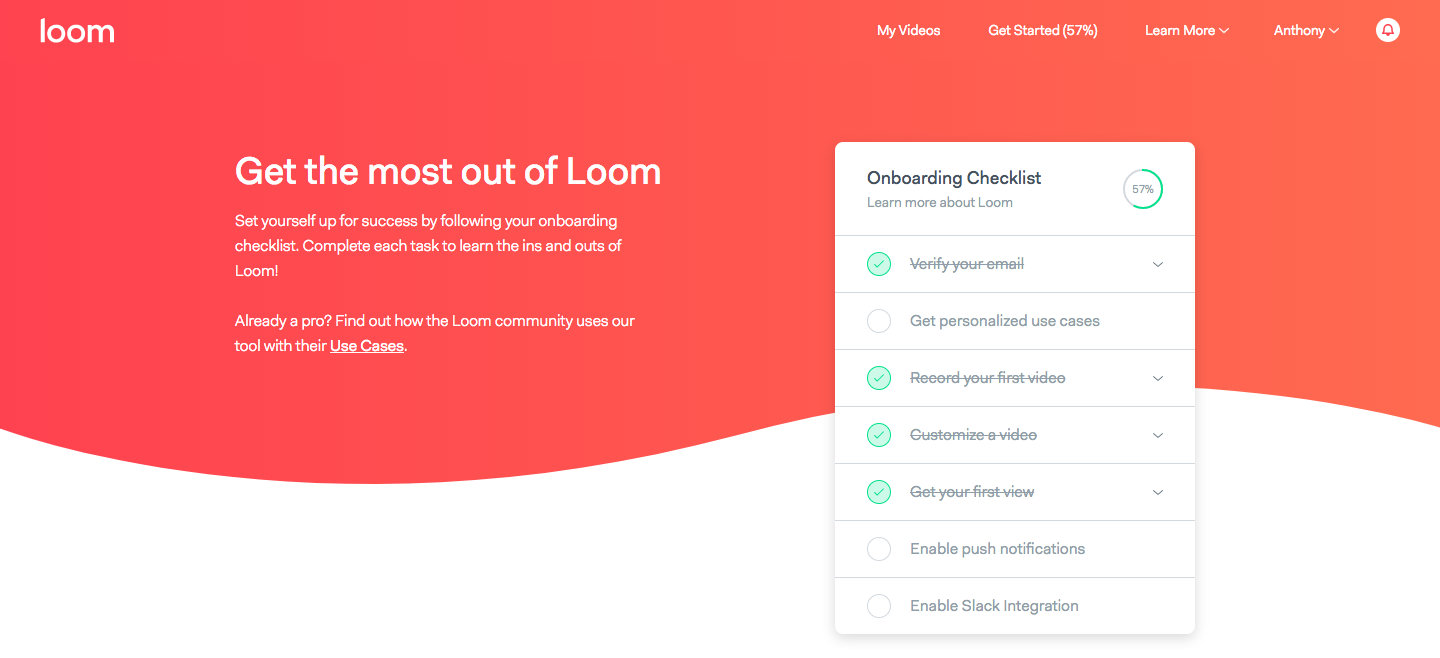 loom
My Videos
Get Started (57%)
Learn More
Anthony
Get the most out of Loom
Set yourself up for success by following your onboarding
checklist. Complete each task to learn the ins and outs of
Loom!
Already a pro? Find out how the Loom community uses our
tool with their Use Cases.
Onboarding Checklist
Learn more about Loom
57%
Verify your email
Get personalized use cases
Record your first video
Customize a video
Get your first view
Enable push notifications
Enable Slack Integration